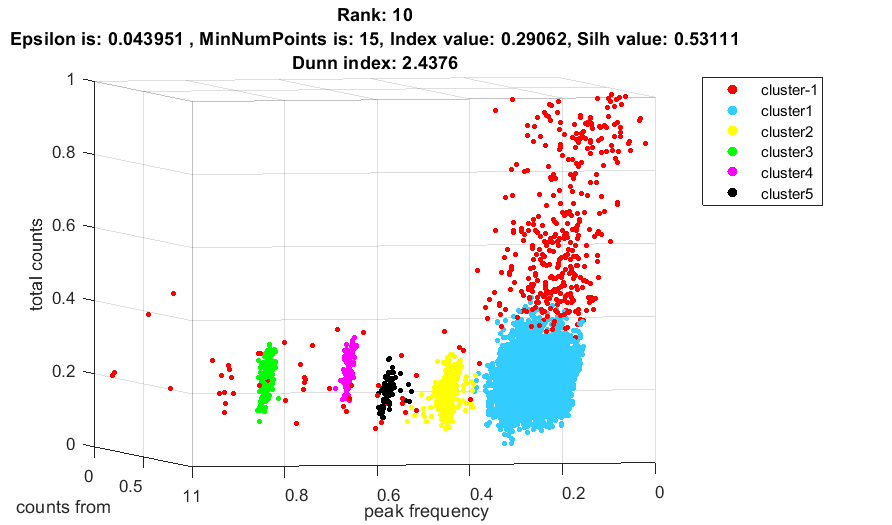 Rank: 10
Epsilon is: 0.043951 , MinNumPoints is: 15, Index value: 0.29062, Silh value: 0.53111
Dunn index: 2.4376
1
0.8
0.6
0.4
0.2
0
total counts
0
0.5
1
counts from
1
0.8
0.6
0.4
0.2
0
peak frequency
cluster-1
cluster1
cluster2
cluster3
cluster4
cluster5